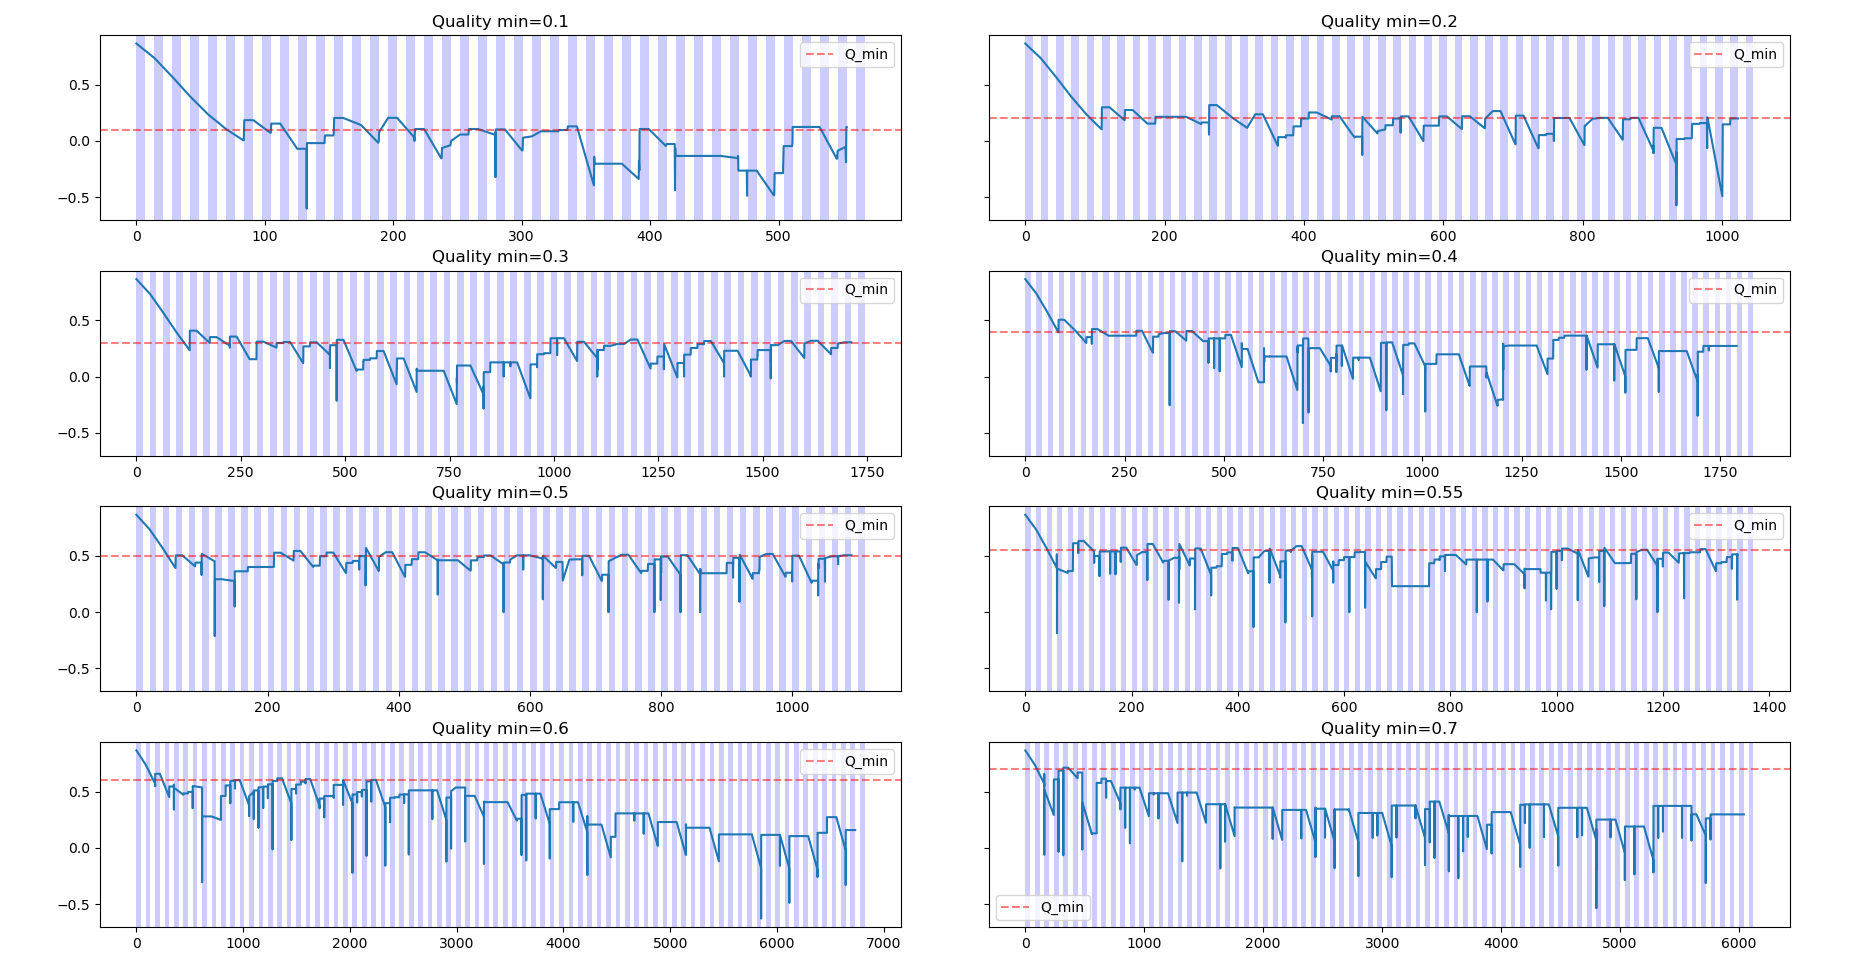 Quality min=0.1
Quality min=0.2
Q_min
Q_min
0.5
0.0
−0.5
0 100 200 300 400 500
0 200 400 600 800 1000
Quality min=0.3
Quality min=0.4
Q_min
Q_min
0.5
0.0
−0.5
0 250 500 750 1000 1250 1500 1750
0 250 500 750 1000 1250 1500 1750
Quality min=0.5
Quality min=0.55
Q_min
Q_min
0.5
0.0
−0.5
0 200 400 600 800 1000
0 200 400 600 800 1000 1200 1400
Quality min=0.6
Quality min=0.7
Q_min
0.5
0.0
−0.5
Q_min
0 1000 2000 3000 4000 5000 6000 7000
0 1000 2000 3000 4000 5000 6000